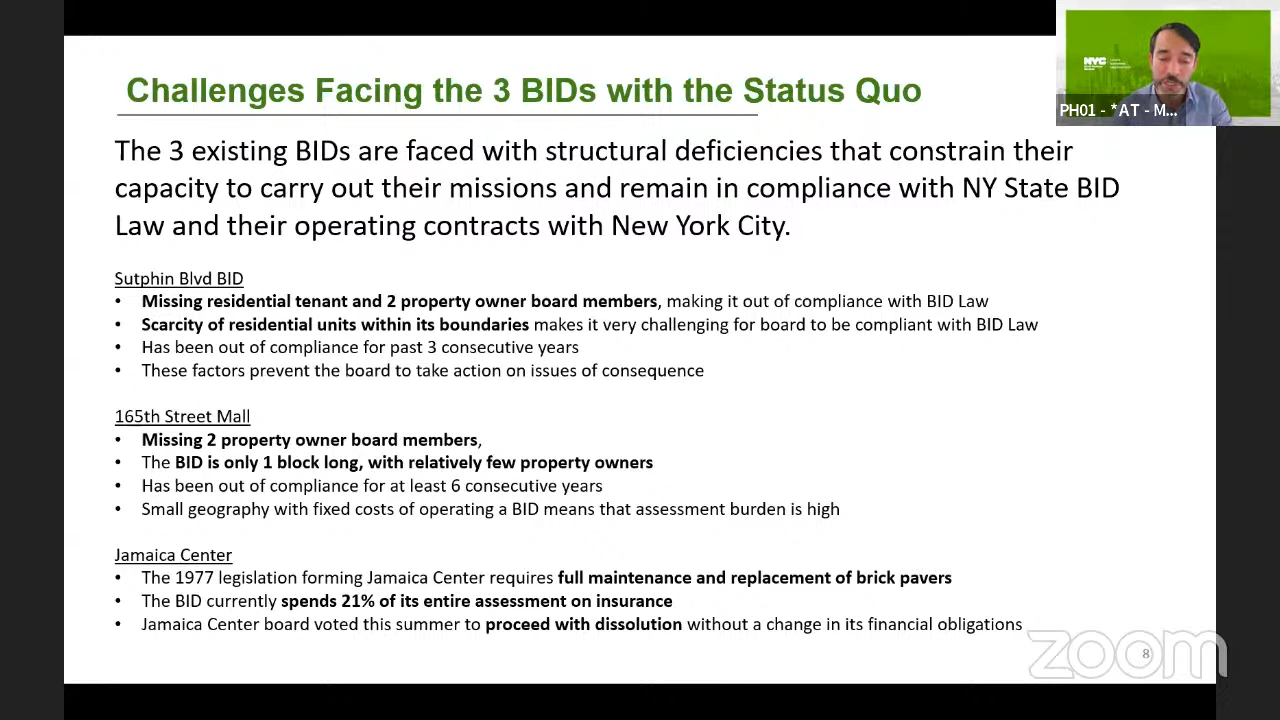 Challenges Facing the 3 BIDs with the Status Quo
NYC
PH01 - *AT - M...
The 3 existing BIDs are faced with structural deficiencies that constrain their
capacity to carry out their missions and remain in compliance with NY State BID
Law and their operating contracts with New York City.
Sutphin Blvd BID
• Missing residential tenant and 2 property owner board members, making it out of compliance with BID Law
• Scarcity of residential units within its boundaries makes it very challenging for board to be compliant with BID Law
• Has been out of compliance for past 3 consecutive years
• These factors prevent the board to take action on issues of consequence
165th Street Mall
• Missing 2 property owner board members,
• The BID is only 1 block long, with relatively few property owners
• Has been out of compliance for at least 6 consecutive years
• Small geography with fixed costs of operating a BID means that assessment burden is high
Jamaica Center
• The 1977 legislation forming Jamaica Center requires full maintenance and replacement of brick pavers
• The BID currently spends 21% of its entire assessment on insurance
• Jamaica Center board voted this summer to proceed with dissolution without a change in its financial obligations
8
zoom